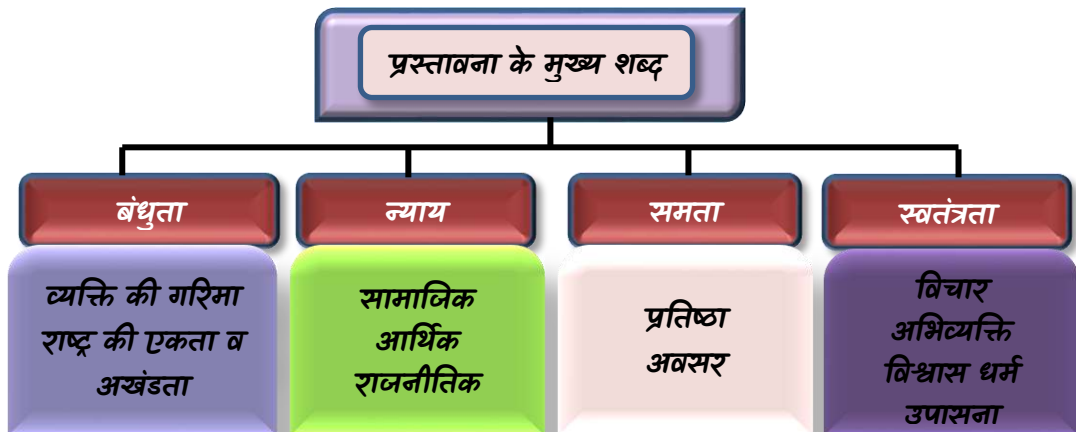 प्रस्तावना के मुख्य शब्द
बंधुता
न्याय
समता
स्वतंत्रता
व्यक्ति की गरिमा
राष्ट्र की एकता व
अखंडता
सामाजिक
आर्थिक
राजनीतिक
प्रतिष्ठा
अवसर
विचार
अभिव्यक्ति
विश्वास धर्म
उपासना